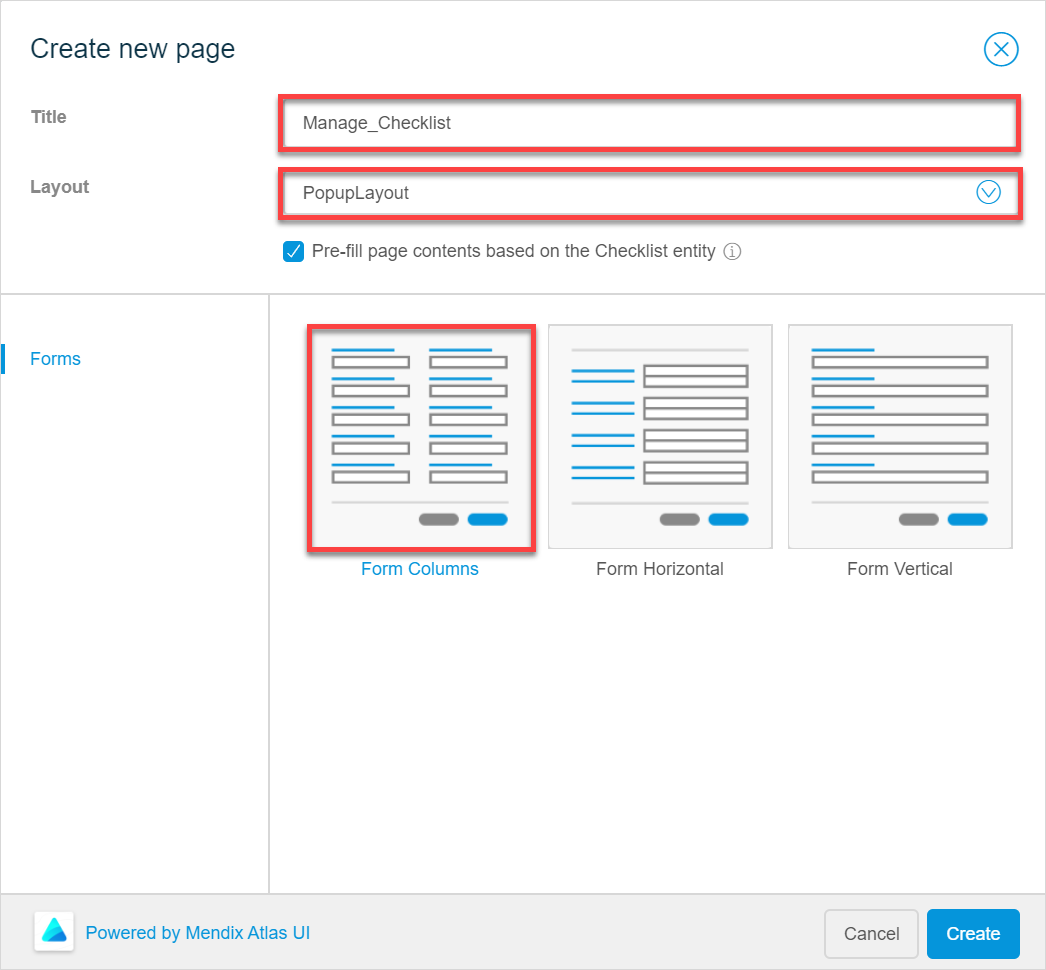 Create new page
Title
Manage_Checklist
Layout
PopupLayout
Pre-fill page contents based on the Checklist entity
Forms
Form Columns
Form Horizontal
Form Vertical
Powered by Mendix Atlas UI
Cancel
Create